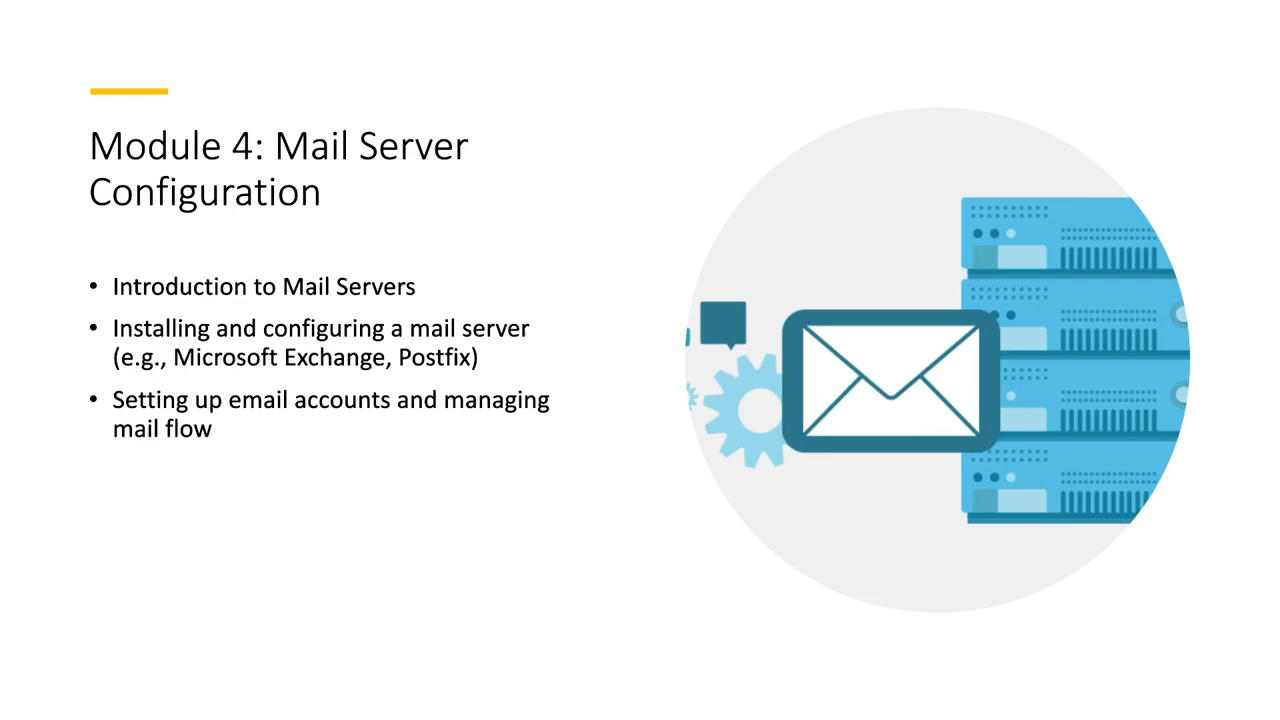 Module 4: Mail Server
Configuration
• Introduction to Mail Servers
• Installing and configuring a mail server
(e.g., Microsoft Exchange, Postfix)
• Setting up email accounts and managing
mail flow